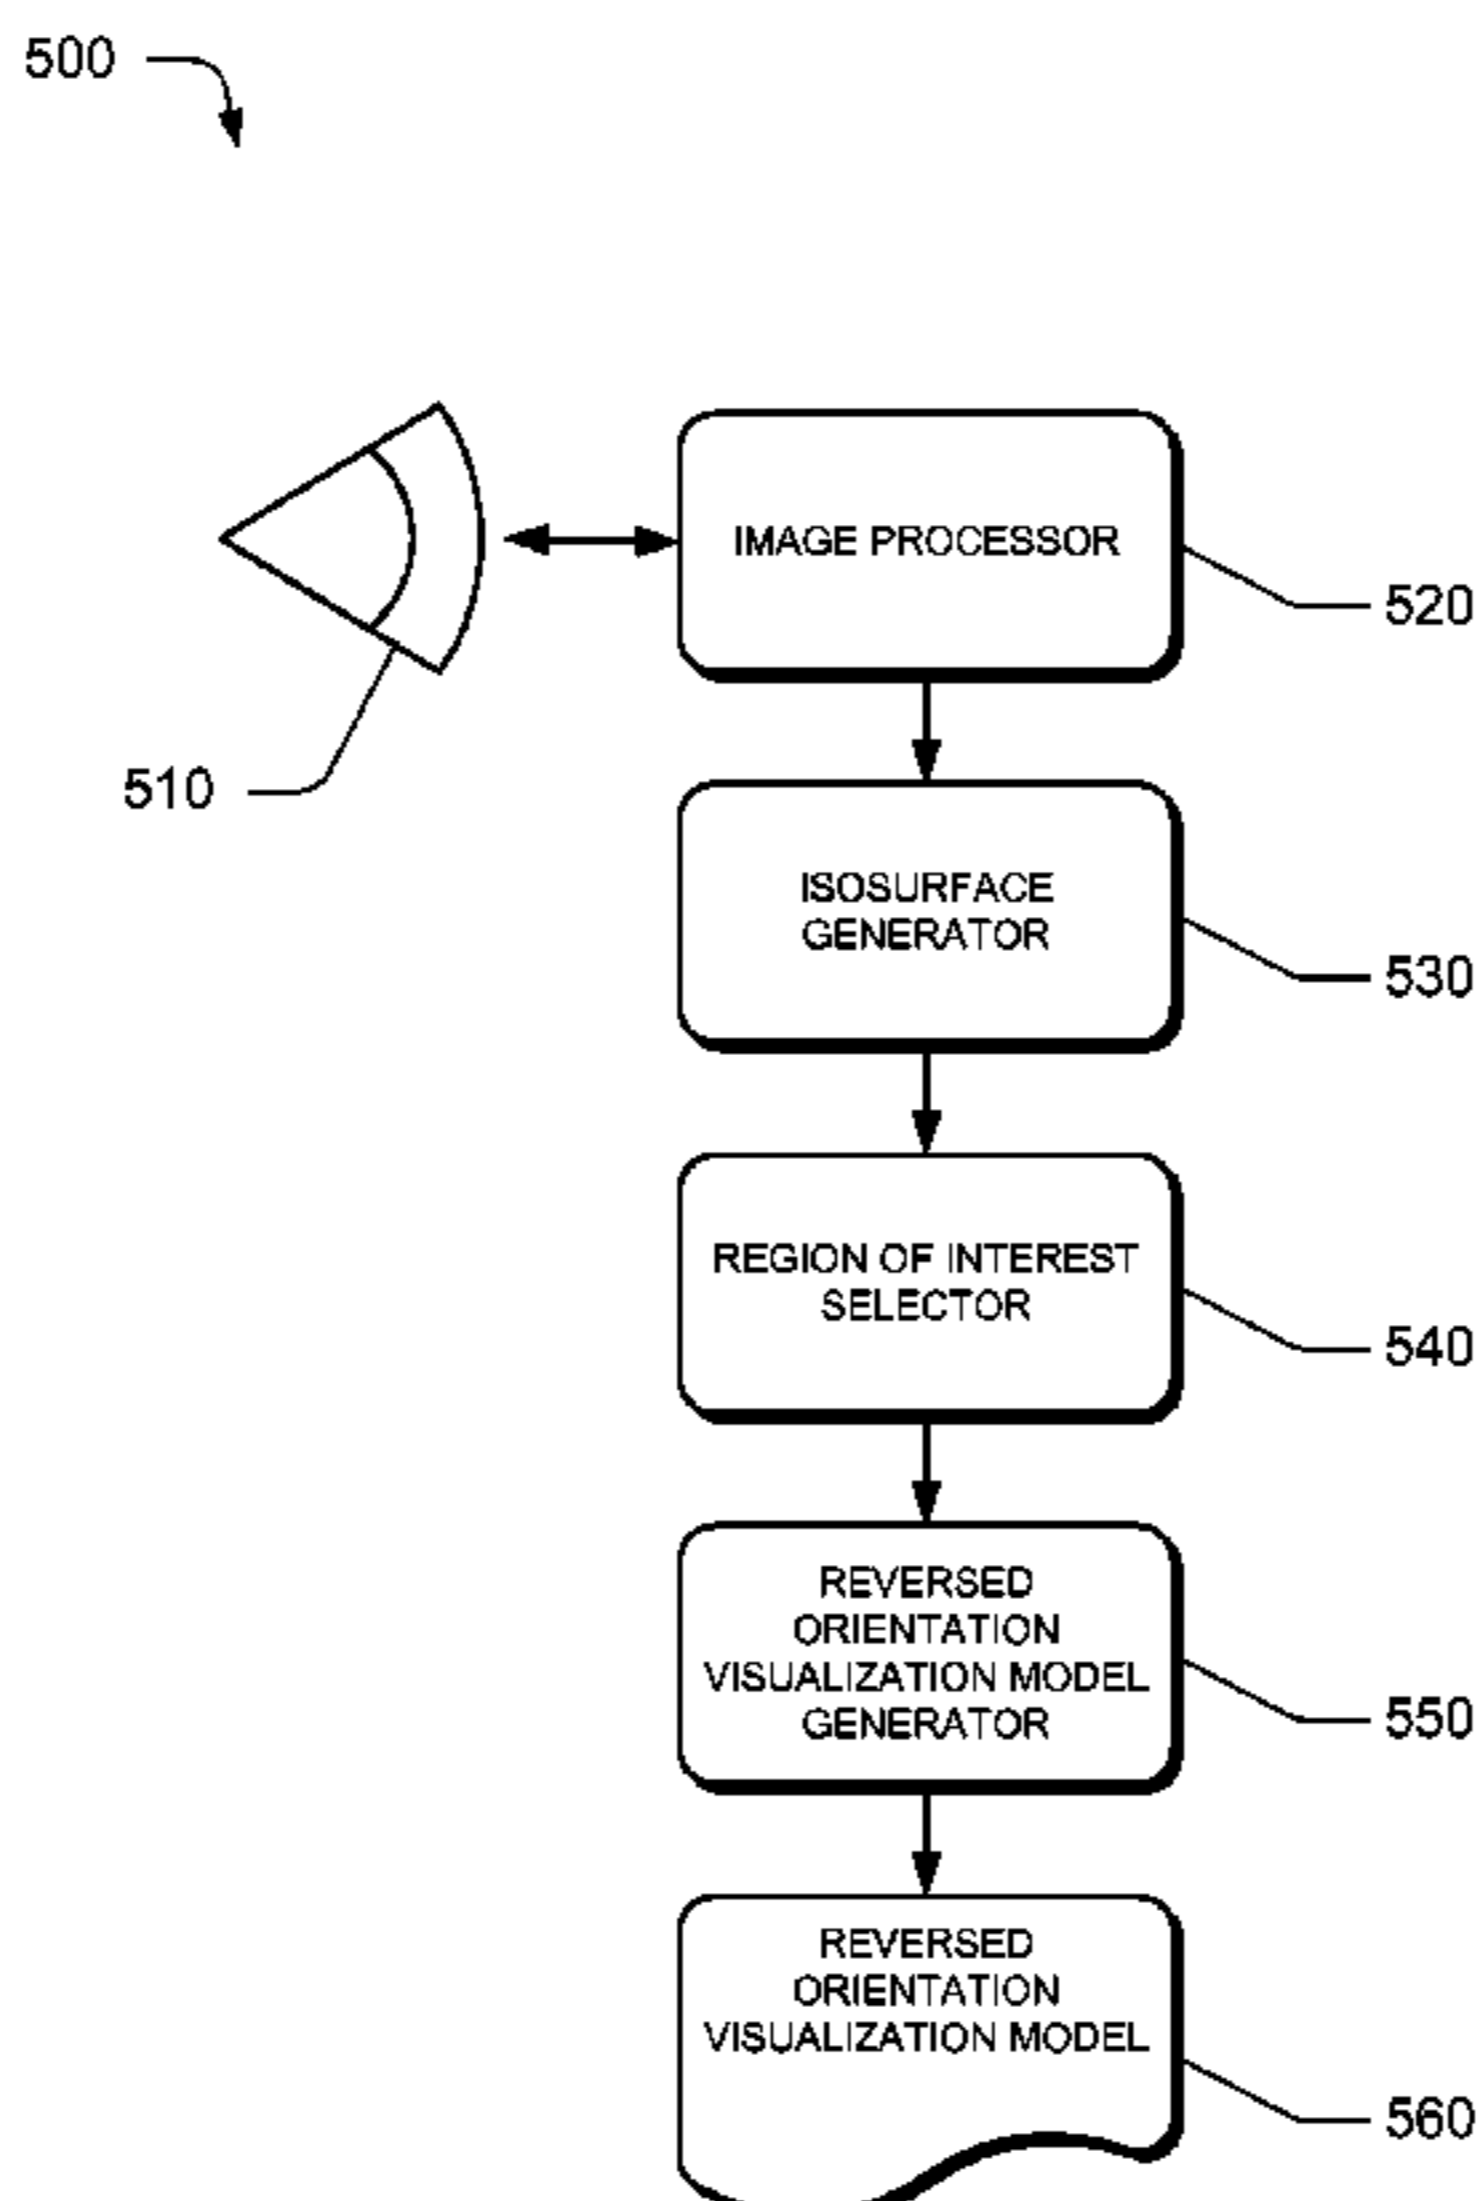 500
IMAGE PROCESSOR
520
510
ISOSURFACE
GENERATOR
530
REGION OF INTEREST
SELECTOR
540
REVERSED
ORIENTATION
VISUALIZATION MODEL
GENERATOR
550
REVERSED
ORIENTATION
VISUALIZATION MODEL
560